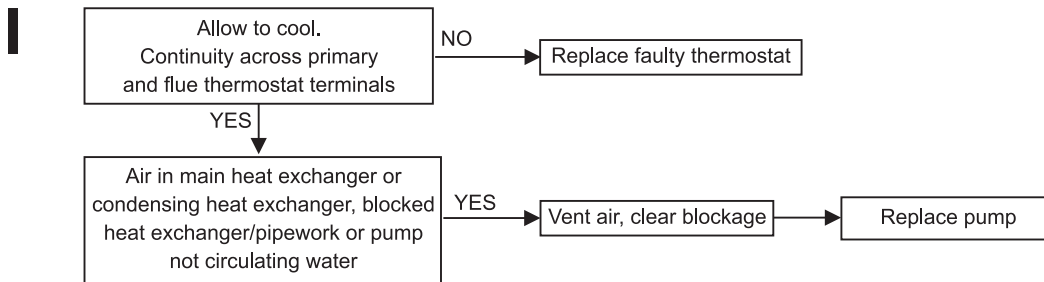 I
Allow to cool.
Continuity across primary
and flue thermostat terminals
NO
Replace faulty thermostat
YES
Air in main heat exchanger or
condensing heat exchanger, blocked
heat exchanger/pipework or pump
not circulating water
YES
Vent air, clear blockage
Replace pump